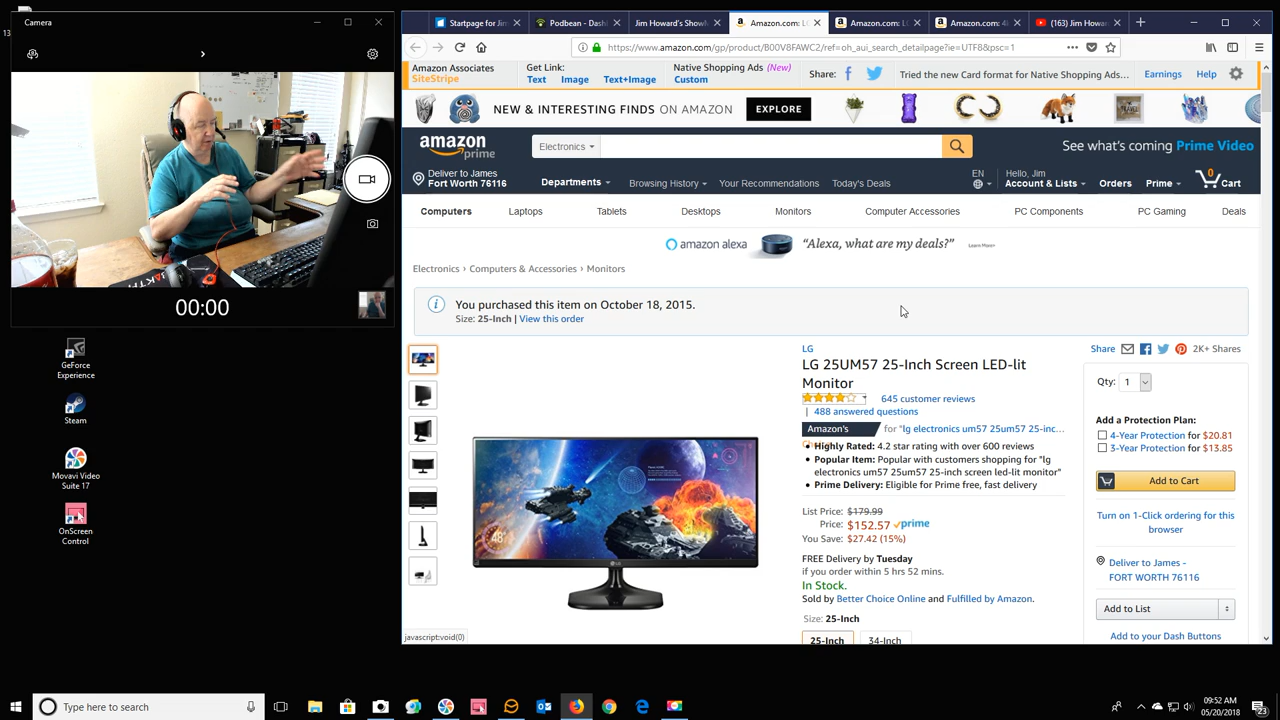 Camera
00:00
13
GeForce
Experience
Steam
Movavi Video
Suite 17
OnScreen
Control
Startpage for Jim
Podbean - Dashl
Jim Howard's ShowN
Amazon.com: LG
Amazon.com: LG
Amazon.com: 4k
(163) Jim Howar
https://www.amazon.com/gp/product/B00V8FAWC2/ref=oh_aui_search_detailpage?ie=UTF8&psc=1
Amazon Associates
SiteStripe
Get Link:
Text Image Text+Image
Native Shopping Ads (New)
Custom
Share:
Tried the new Card format for Native Shopping Ads...
Earnings Help
NEW & INTERESTING FINDS ON AMAZON EXPLORE
amazon
prime
Electronics
See what's coming Prime Video
Deliver to James
Fort Worth 76116
Departments
Browsing History
Your Recommendations
Today's Deals
EN
Hello, Jim
Account & Lists
Orders
Prime
0
Cart
Computers Laptops Tablets Desktops Monitors Computer Accessories PC Components PC Gaming Deals
amazon alexa "Alexa, what are my deals?" Learn More›
Electronics › Computers & Accessories › Monitors
You purchased this item on October 18, 2015.
Size: 25-Inch | View this order
LG
LG 25UM57 25-Inch Screen LED-lit
Monitor
645 customer reviews
| 488 answered questions
Amazon's
for "lg electronics um57 25um57 25-inc...
Highly Rated: 4.2 star rating with over 600 reviews
Popular Item: Popular with customers shopping for "lg
electronics um57 25um57 25-inch screen led-lit monitor"
Prime Delivery: Eligible for Prime free, fast delivery
List Price: $179.99
Price: $152.57 prime
You Save: $27.42 (15%)
FREE Delivery by Tuesday
if you order within 5 hrs 52 mins.
In Stock.
Sold by Better Choice Online and Fulfilled by Amazon.
Size: 25-Inch
25-Inch 34-Inch
Share 2K+ Shares
Qty: 1
Add a Protection Plan:
4-Year Protection for $20.81
3-Year Protection for $13.85
Add to Cart
Turn on 1-Click ordering for this
browser
Deliver to James -
FORT WORTH 76116
Add to List
Add to your Dash Buttons
javascript:void(0)
Type here to search
09:52 AM
05/20/2018
23